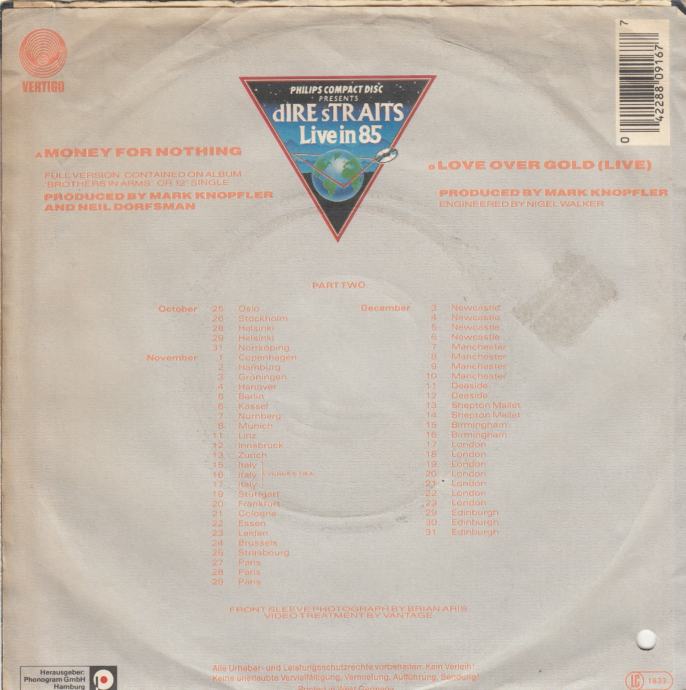 VERTIGO
PHILIPS COMPACT DISC
PRESENTS
dIRE sTRAITS
Live in 85
7
0 42288 09167
A MONEY FOR NOTHING
FULL VERSION CONTAINED ON ALBUM
'BROTHERS IN ARMS' OR 12" SINGLE
PRODUCED BY MARK KNOPFLER
AND NEIL DORFSMAN
B LOVE OVER GOLD (LIVE)
PRODUCED BY MARK KNOPFLER
ENGINEERED BY NIGEL WALKER
PART TWO
October 25 Oslo
26 Stockholm
28 Helsinki
29 Helsinki
31 Norrkoping
November 1 Copenhagen
2 Hamburg
3 Groningen
4 Hanover
Berlin
6 Kassel
7 Nurnberg
8 Munich
11 Linz
12 Innsbruck
13 Zurich
15 Italy
16 Italy
17 Italy
19 Stuttgart
20 Frankfurt
21 Cologne
22 Essen
23 Leiden
24 Brussels
Strasbourg
27 Paris
28 Paris
29 Paris
December 3 Newcastle
4 Newcastle
5 Newcastle
6 Newcastle
7 Manchester
8 Manchester
9 Manchester
10 Manchester
11 Deeside
12 Deeside
13 Shepton Mallet
14 Shepton Mallet
15 Birmingham
16 Birmingham
17 London
18 London
19 London
20 London
21 London
22 London
23 London
29 Edinburgh
30 Edinburgh
31 Edinburgh
FRONT SLEEVE PHOTOGRAPH BY BRIAN ARIS
VIDEO TREATMENT BY VANTAGE
Herausgeber:
Phonogram GmbH
Hamburg
Alle Urheber- und Leistungsschutzrechte vorbehalten. Kein Verleih!
Keine unerlaubte Vervielfältigung, Vermietung, Aufführung, Sendung!
LC 1633